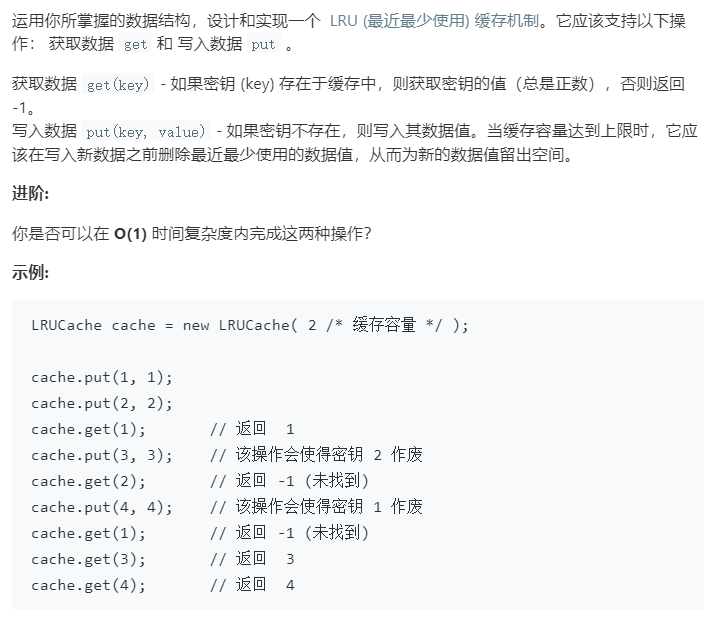 运用你所掌握的数据结构，设计和实现一个  LRU (最近最少使用) 缓存机制。它应该支持以下操
作： 获取数据 get 和 写入数据 put 。
获取数据 get(key) - 如果密钥 (key) 存在于缓存中，则获取密钥的值（总是正数），否则返回
-1。
写入数据 put(key, value) - 如果密钥不存在，则写入其数据值。当缓存容量达到上限时，它应
该在写入新数据之前删除最近最少使用的数据值，从而为新的数据值留出空间。
进阶:
你是否可以在 O(1) 时间复杂度内完成这两种操作？
示例:
LRUCache cache = new LRUCache( 2 /* 缓存容量 */ );
cache.put(1, 1);
cache.put(2, 2);
cache.get(1);       // 返回  1
cache.put(3, 3);    // 该操作会使得密钥 2 作废
cache.get(2);       // 返回 -1 (未找到)
cache.put(4, 4);    // 该操作会使得密钥 1 作废
cache.get(1);       // 返回 -1 (未找到)
cache.get(3);       // 返回  3
cache.get(4);       // 返回  4